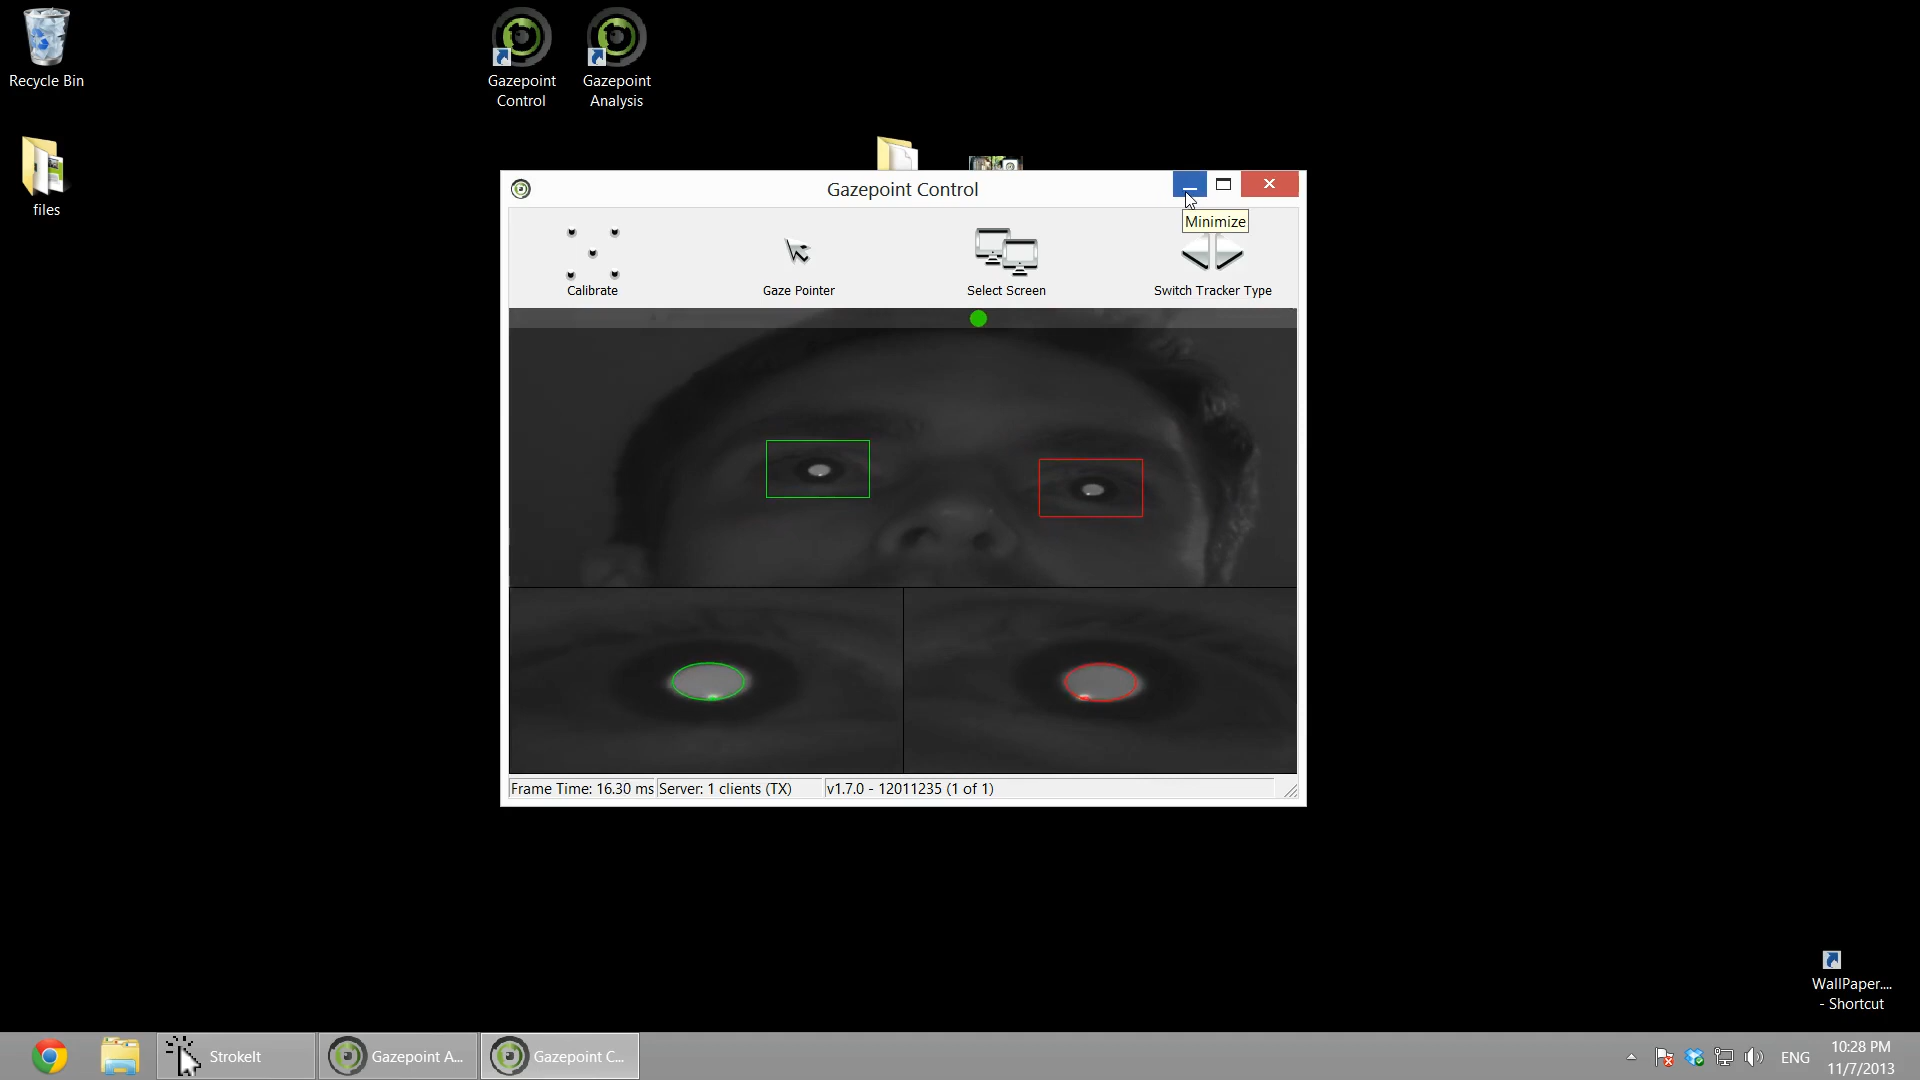 Recycle Bin
Gazepoint
Control
Gazepoint
Analysis
files
Gazepoint Control
Minimize
Calibrate
Gaze Pointer
Select Screen
Switch Tracker Type
Frame Time: 16.30 ms
Server: 1 clients (TX)
v1.7.0 - 12011235 (1 of 1)
WallPaper....
- Shortcut
StrokeIt
Gazepoint A...
Gazepoint C...
ENG
10:28 PM
11/7/2013